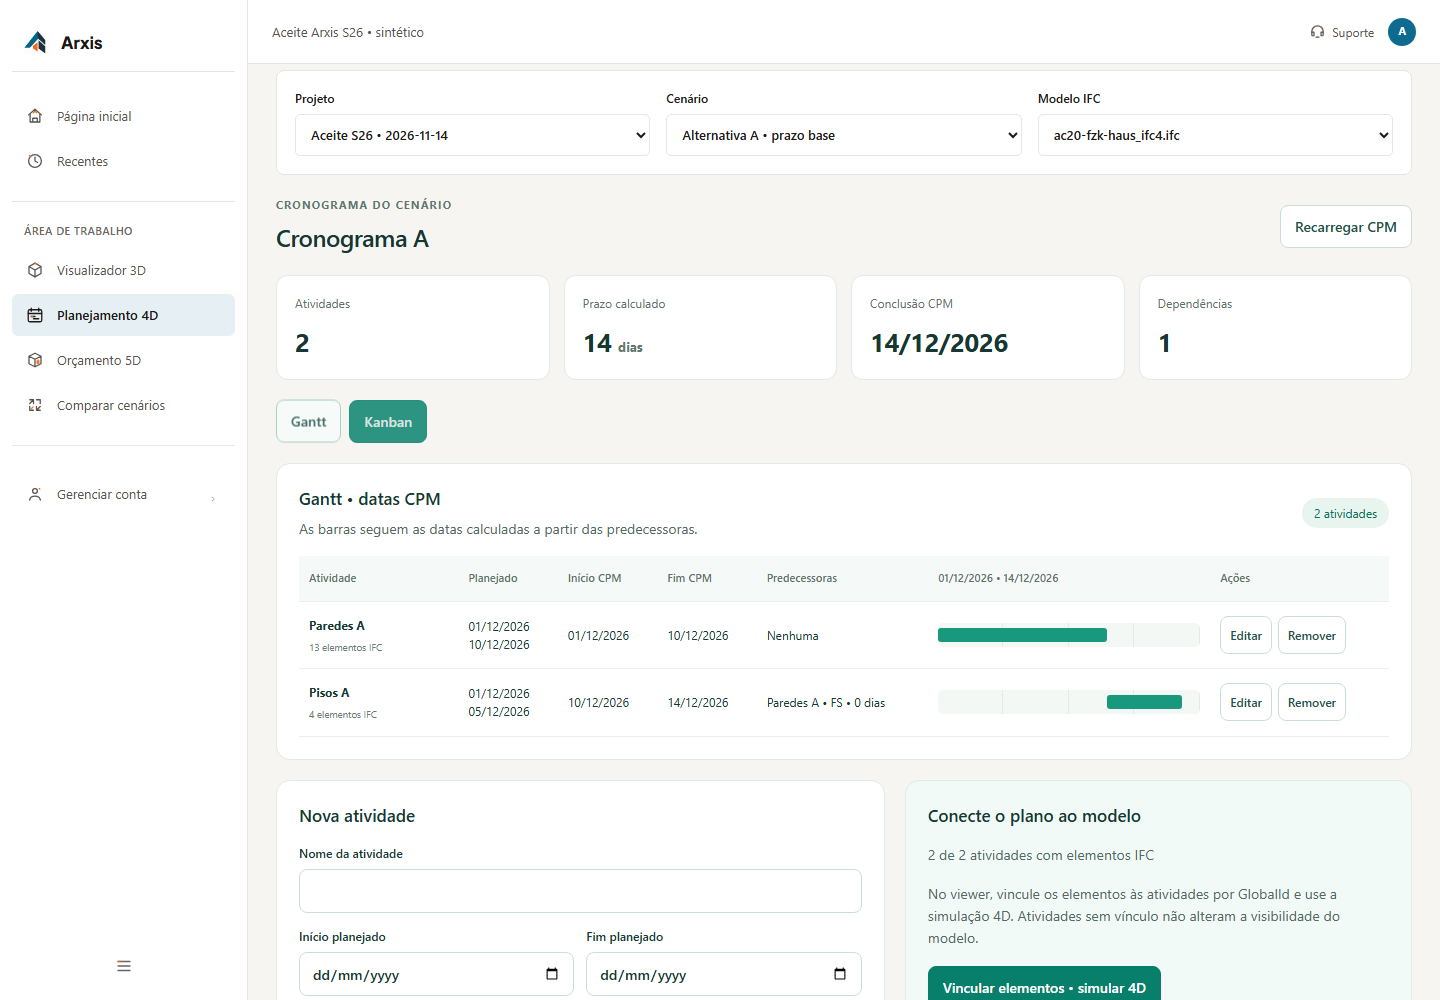 Arxis
Aceite Arxis S26 • sintético
Suporte
A
Página inicial
Recentes
ÁREA DE TRABALHO
Visualizador 3D
Planejamento 4D
Orçamento 5D
Comparar cenários
Gerenciar conta
Projeto
Cenário
Modelo IFC
Aceite S26 • 2026-11-14
Alternativa A • prazo base
ac20-fzk-haus_ifc4.ifc
CRONOGRAMA DO CENÁRIO
Cronograma A
Recarregar CPM
Atividades
2
Prazo calculado
14 dias
Conclusão CPM
14/12/2026
Dependências
1
Gantt
Kanban
Gantt • datas CPM
As barras seguem as datas calculadas a partir das predecessoras.
2 atividades
Atividade Planejado Início CPM Fim CPM Predecessoras 01/12/2026 • 14/12/2026 Ações
Paredes A
13 elementos IFC
01/12/2026
10/12/2026
01/12/2026 10/12/2026 Nenhuma Editar Remover
Pisos A
4 elementos IFC
01/12/2026
05/12/2026
10/12/2026 14/12/2026 Paredes A • FS • 0 dias Editar Remover
Nova atividade
Nome da atividade
Início planejado
Fim planejado
dd/mm/yyyy
dd/mm/yyyy
Conecte o plano ao modelo
2 de 2 atividades com elementos IFC
No viewer, vincule os elementos às atividades por GlobalId e use a
simulação 4D. Atividades sem vínculo não alteram a visibilidade do
modelo.
Vincular elementos • simular 4D